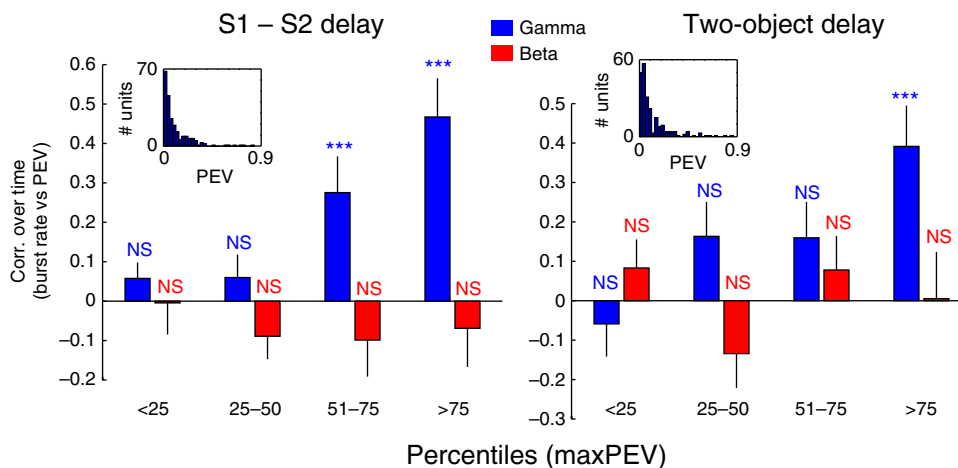 S1 – S2 delay
Gamma
Beta
Two-object delay
Corr. over time
(burst rate vs PEV)
0.6
0.5
0.4
0.3
0.2
0.1
0
–0.1
–0.2
# units
70
0
0
0.9
PEV
NS
NS
NS
NS
***
NS
***
NS
<25
25–50
51–75
>75
0.5
0.4
0.3
0.2
0.1
0
–0.1
–0.2
–0.3
# units
60
0
0
0.9
PEV
NS
NS
NS
NS
NS
NS
***
NS
<25
25–50
51–75
>75
Percentiles (maxPEV)